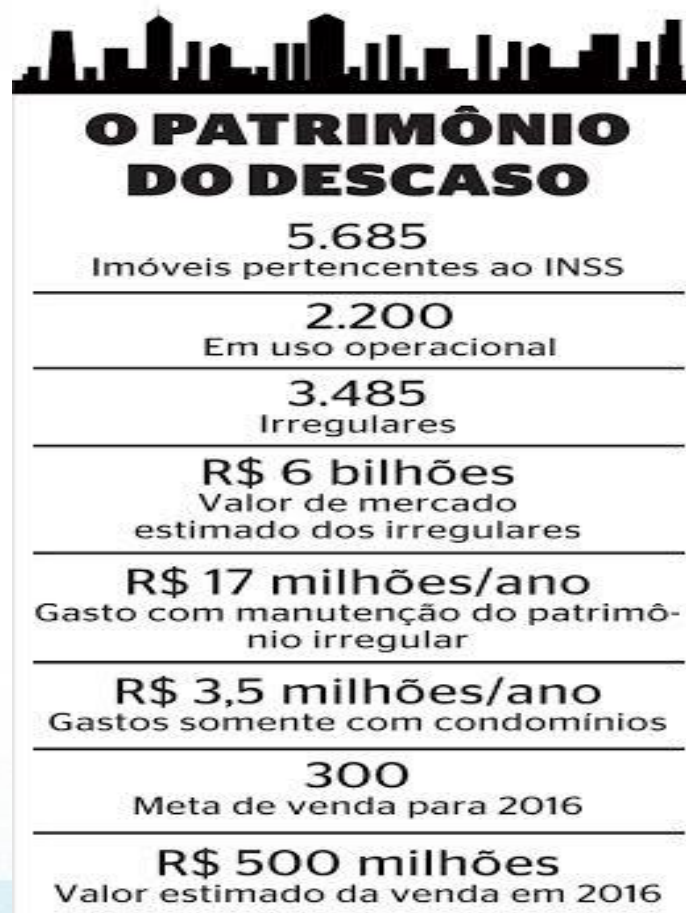 O PATRIMÔNIO
DO DESCASO
5.685
Imóveis pertencentes ao INSS
2.200
Em uso operacional
3.485
Irregulares
R$ 6 bilhões
Valor de mercado
estimado dos irregulares
R$ 17 milhões/ano
Gasto com manutenção do patrimô-
nio irregular
R$ 3,5 milhões/ano
Gastos somente com condomínios
300
Meta de venda para 2016
R$ 500 milhões
Valor estimado da venda em 2016